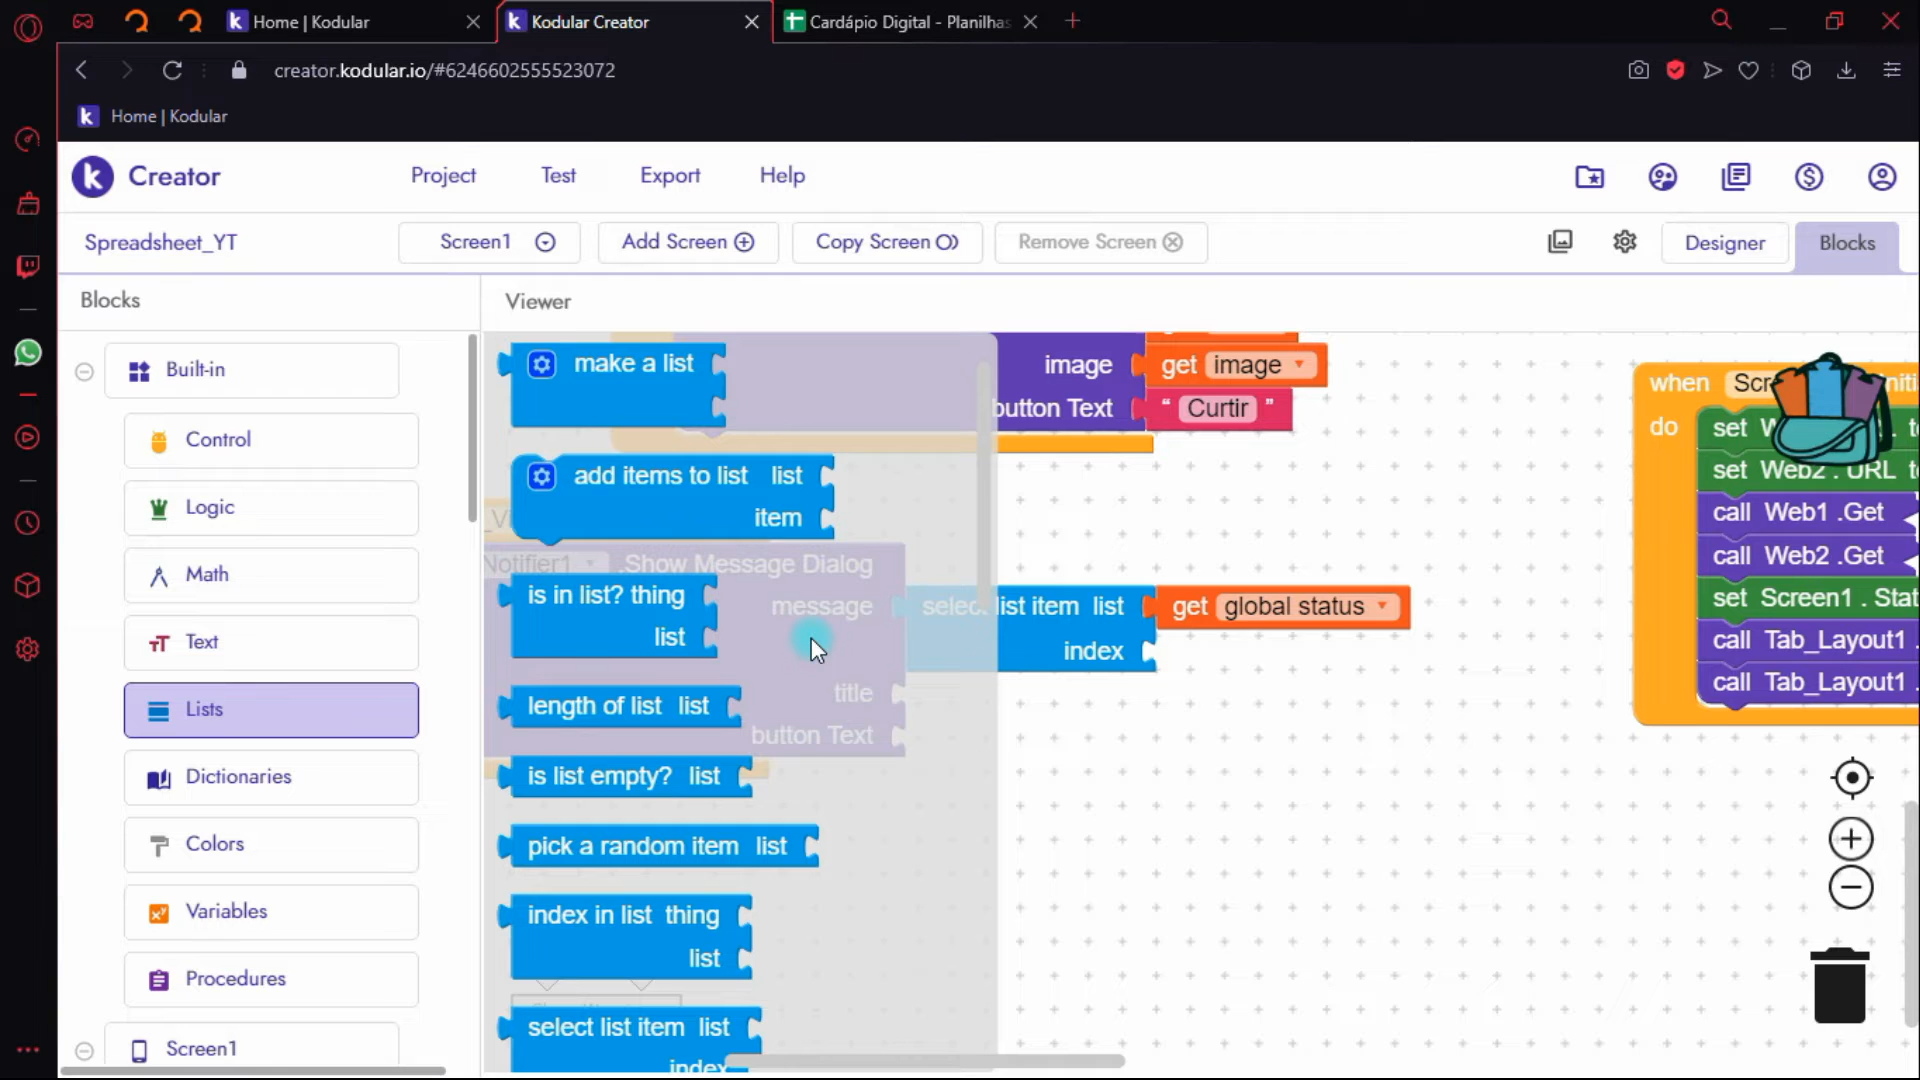 Home | Kodular
Kodular Creator
Cardápio Digital - Planilhas
creator.kodular.io/#6246602555523072
Home | Kodular
Creator
Project
Test
Export
Help
Spreadsheet_YT
Screen1
Add Screen
Copy Screen
Remove Screen
Designer
Blocks
Blocks
Viewer
Built-in
Control
Logic
Math
Text
Lists
Dictionaries
Colors
Variables
Procedures
Screen1
make a list
add items to list list
item
is in list? thing
list
length of list list
is list empty? list
pick a random item list
index in list thing
list
select list item list
index
image
get image
button Text
“ Curtir ”
Notifier1 .Show Message Dialog
message
select list item list
get global status
index
title
button Text
when Scr
do
set W
set Web2 . URL to
call Web1 .Get
call Web2 .Get
set Screen1 . Stat
call Tab_Layout1 .
call Tab_Layout1 .